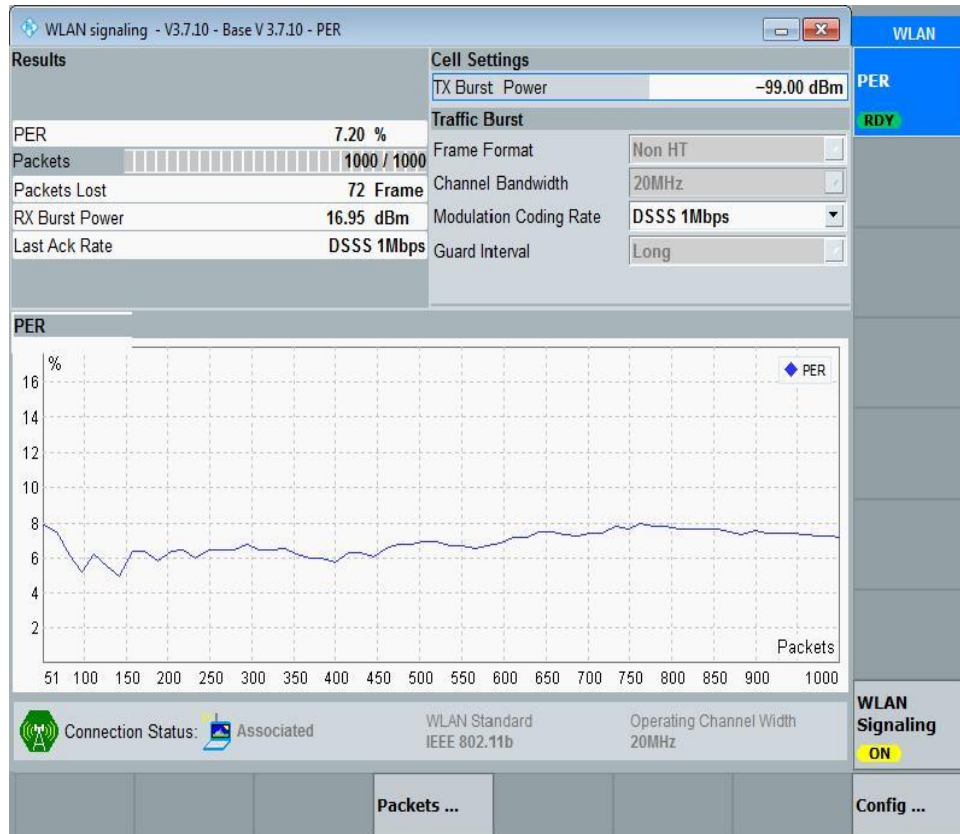 WLAN signaling - V3.7.10 - Base V 3.7.10 - PER
WLAN
Results
PER 7.20 %
Packets 1000 / 1000
Packets Lost 72 Frame
RX Burst Power 16.95 dBm
Last Ack Rate DSSS 1Mbps
Cell Settings
TX Burst Power -99.00 dBm
Traffic Burst
Frame Format Non HT
Channel Bandwidth 20MHz
Modulation Coding Rate DSSS 1Mbps
Guard Interval Long
PER
RDY
PER
%
PER
16
14
12
10
8
6
4
2
Packets
51 100 150 200 250 300 350 400 450 500 550 600 650 700 750 800 850 900 1000
Connection Status: Associated
WLAN Standard
IEEE 802.11b
Operating Channel Width
20MHz
WLAN
Signaling
ON
Packets ...
Config ...